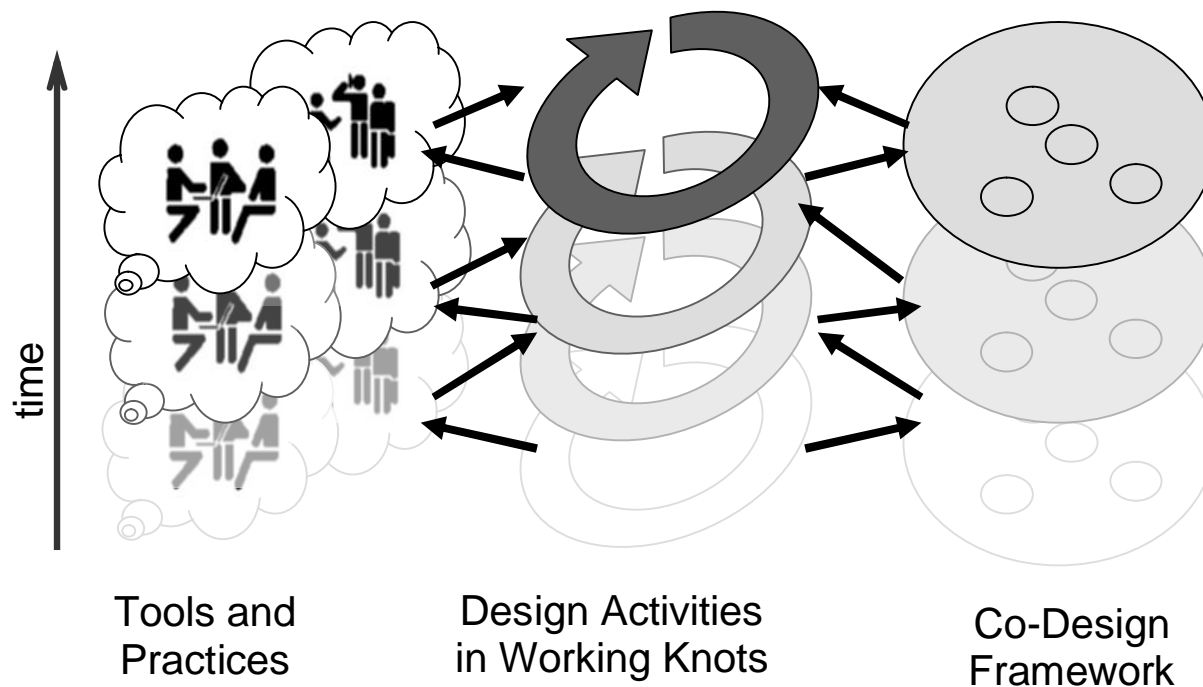 time
Tools and
Practices
Design Activities
in Working Knots
Co-Design
Framework